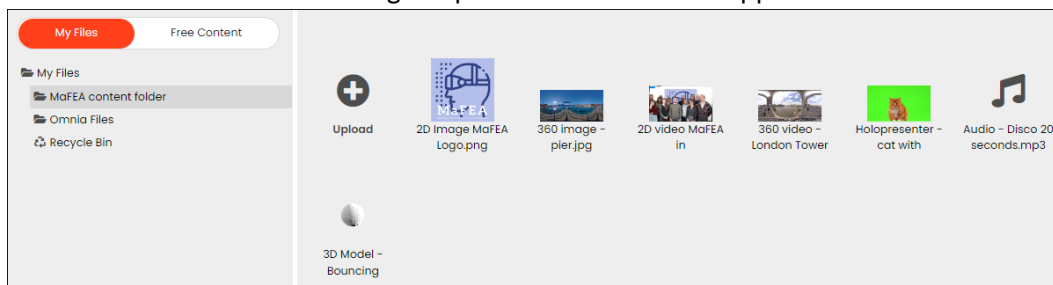 My Files
Free Content
My Files
MaFEA content folder
Omnia Files
Recycle Bin
Upload
MaFEA
2D Image MaFEA
Logo.png
360 image -
pier.jpg
2D video MaFEA
in
360 video -
London Tower
Holopresenter -
cat with
Audio - Disco 20
seconds.mp3
3D Model -
Bouncing